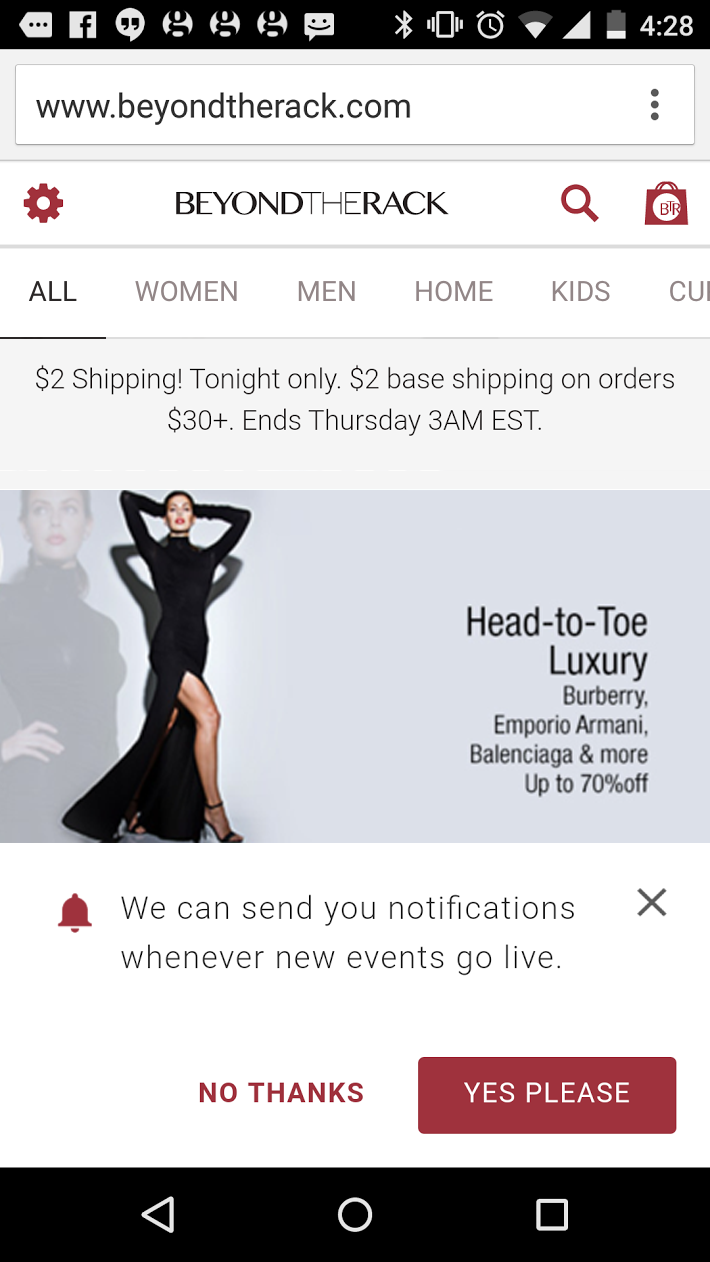 4:28
www.beyondtherack.com
BEYONDTHERACK
BTR
ALL WOMEN MEN HOME KIDS CU
$2 Shipping! Tonight only. $2 base shipping on orders
$30+. Ends Thursday 3AM EST.
Head-to-Toe
Luxury
Burberry,
Emporio Armani,
Balenciaga & more
Up to 70%off
We can send you notifications
whenever new events go live.
NO THANKS YES PLEASE